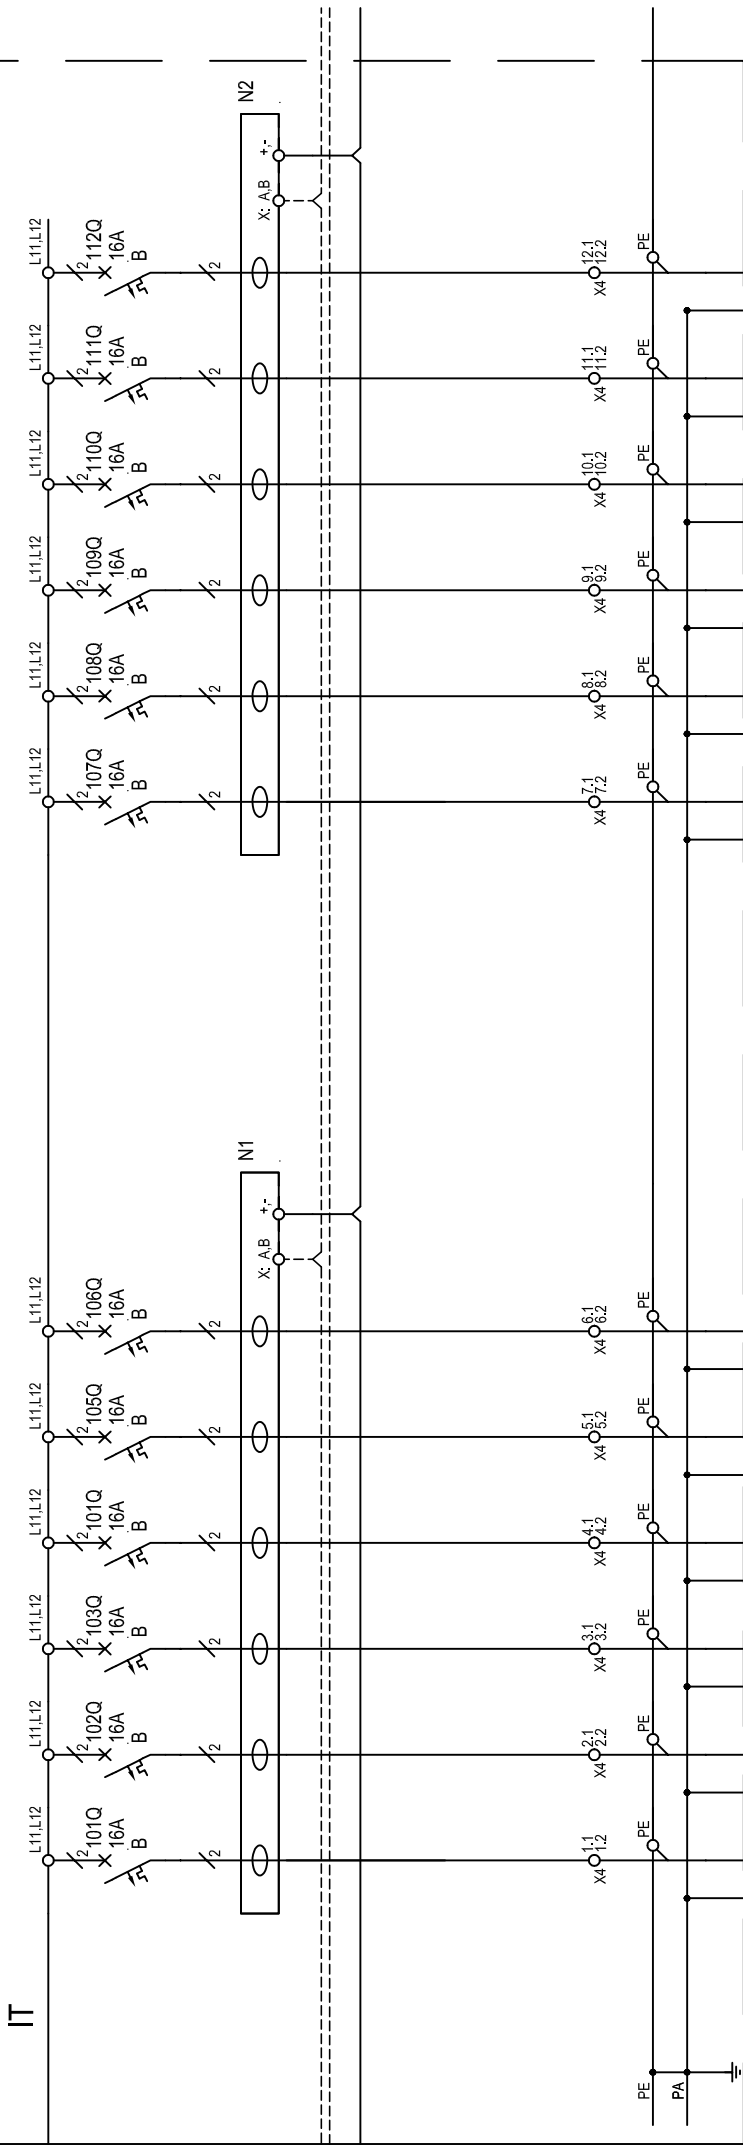 IT
L11,L12
2
101Q
16A
B
2
X4
1.1
1.2
PE
L11,L12
2
102Q
16A
B
2
X4
2.1
2.2
PE
L11,L12
2
103Q
16A
B
2
X4
3.1
3.2
PE
L11,L12
2
101Q
16A
B
2
X4
4.1
4.2
PE
L11,L12
2
105Q
16A
B
2
X4
5.1
5.2
PE
L11,L12
2
106Q
16A
B
2
X4
6.1
6.2
PE
N1
X: A,B
+,-
L11,L12
2
107Q
16A
B
2
X4
7.1
7.2
PE
L11,L12
2
108Q
16A
B
2
X4
8.1
8.2
PE
L11,L12
2
109Q
16A
B
2
X4
9.1
9.2
PE
L11,L12
2
110Q
16A
B
2
X4
10.1
10.2
PE
L11,L12
2
111Q
16A
B
2
X4
11.1
11.2
PE
L11,L12
2
112Q
16A
B
2
X4
12.1
12.2
PE
N2
X: A,B
+,-
PE
PA